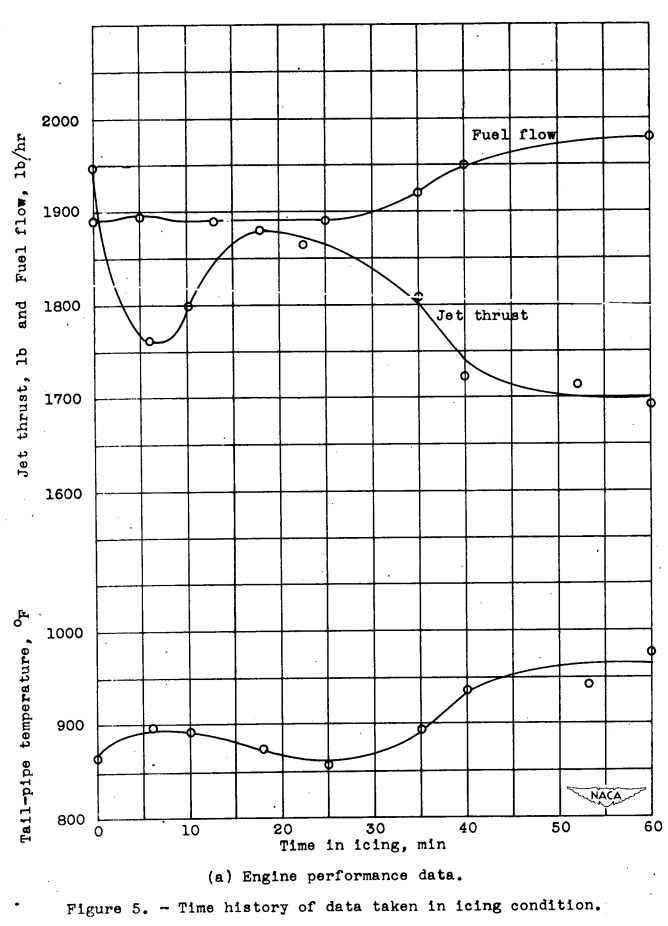 Jet thrust, lb and Fuel flow, lb/hr
2000
1900
1800
1700
1600
Fuel flow
Jet thrust
Tail-pipe temperature, °F
1000
900
800
0 10 20 30 40 50 60
Time in icing, min
NACA
(a) Engine performance data.
Figure 5. - Time history of data taken in icing condition.